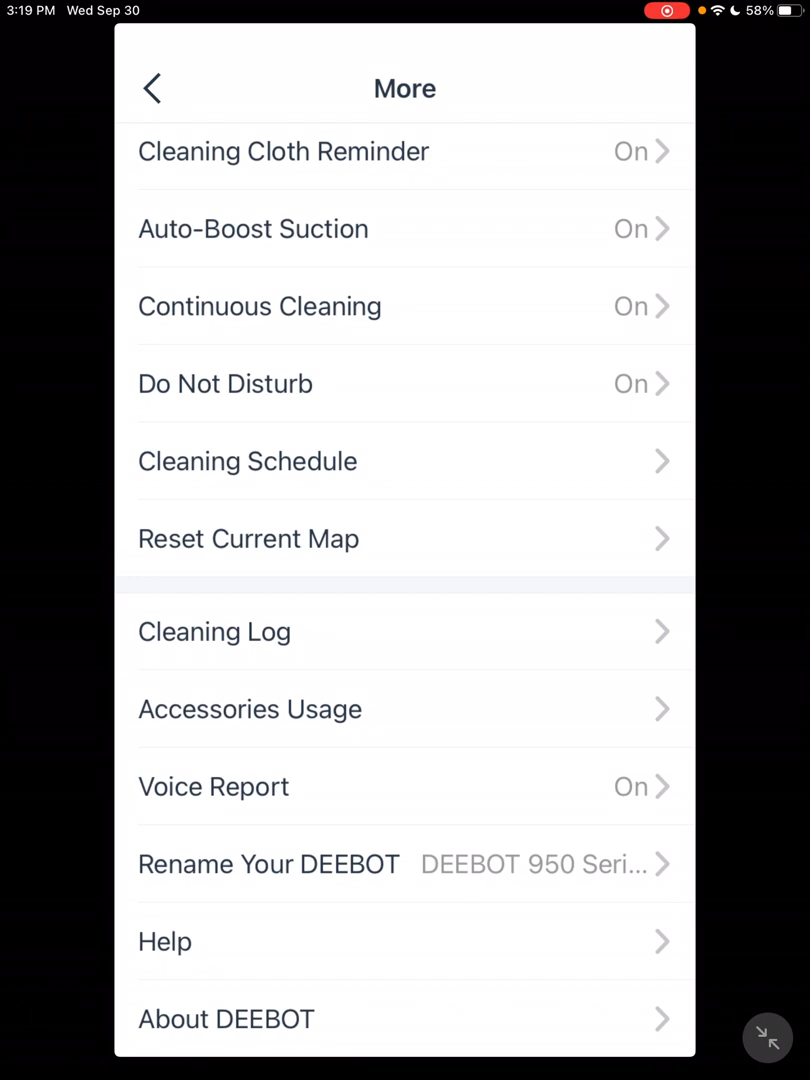 3:19 PM Wed Sep 30 58%
More
Cleaning Cloth Reminder On
Auto-Boost Suction On
Continuous Cleaning On
Do Not Disturb On
Cleaning Schedule
Reset Current Map
Cleaning Log
Accessories Usage
Voice Report On
Rename Your DEEBOT DEEBOT 950 Seri...
Help
About DEEBOT